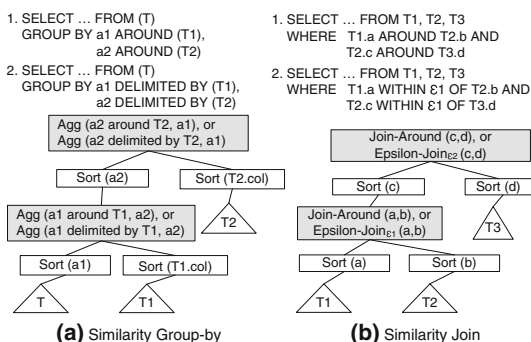 1. SELECT ... FROM (T)
GROUP BY a1 AROUND (T1),
a2 AROUND (T2)
2. SELECT ... FROM (T)
GROUP BY a1 DELIMITED BY (T1),
a2 DELIMITED BY (T2)
Agg (a2 around T2, a1), or
Agg (a2 delimited by T2, a1)
Sort (a2)
Sort (T2.col)
T2
Agg (a1 around T1, a2), or
Agg (a1 delimited by T1, a2)
Sort (a1)
Sort (T1.col)
T
T1
(a) Similarity Group-by
1. SELECT ... FROM T1, T2, T3
WHERE T1.a AROUND T2.b AND
T2.c AROUND T3.d
2. SELECT ... FROM T1, T2, T3
WHERE T1.a WITHIN ε1 OF T2.b AND
T2.c WITHIN ε1 OF T3.d
Join-Around (c,d), or
Epsilon-Joinε2 (c,d)
Sort (c)
Sort (d)
T3
Join-Around (a,b), or
Epsilon-Joinε1 (a,b)
Sort (a)
Sort (b)
T1
T2
(b) Similarity Join